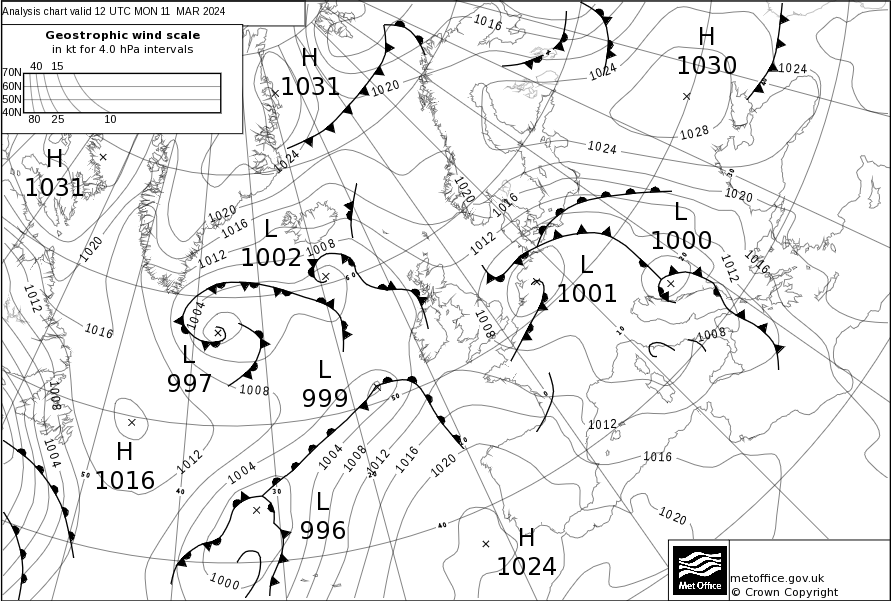 Analysis chart valid 12 UTC MON 11 MAR 2024
Geostrophic wind scale
in kt for 4.0 hPa intervals
40 15
70N
60N
50N
40N
80 25 10
H
1031
H
1030
H
1031
L
1002
L
1000
L
1001
L
997
L
999
H
1016
L
996
H
1024
1016
1024
1024
1020
1028
1024
1024
1020
1020
1016
1020
1016
1012
1012
1008
1020
1012
1016
1004
1012
1016
1008
1008
1008
1008
1004
1012
1004
1004
1008
1012
1016
1020
1012
1016
1020
1000
50
40
30
20
40
50
60
10
metoffice.gov.uk
© Crown Copyright
Met Office